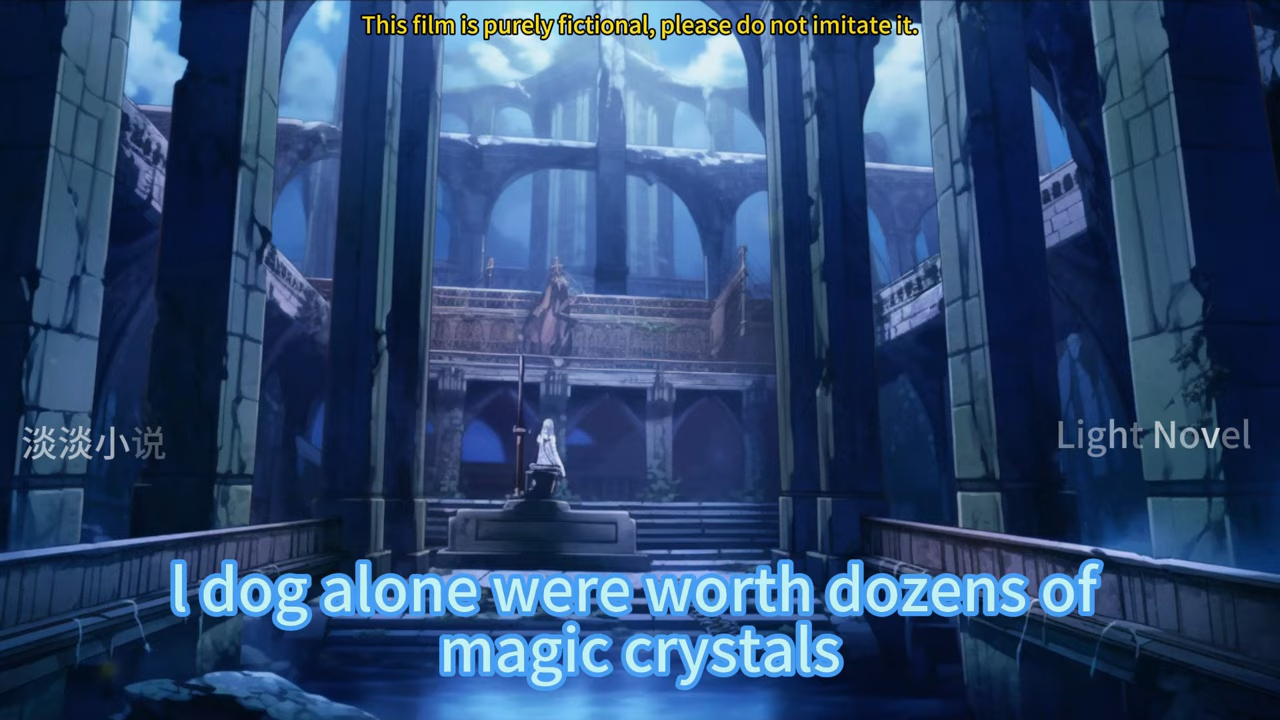 This film is purely fictional, please do not imitate it.
淡淡小说
Light Novel
l dog alone were worth dozens of
magic crystals